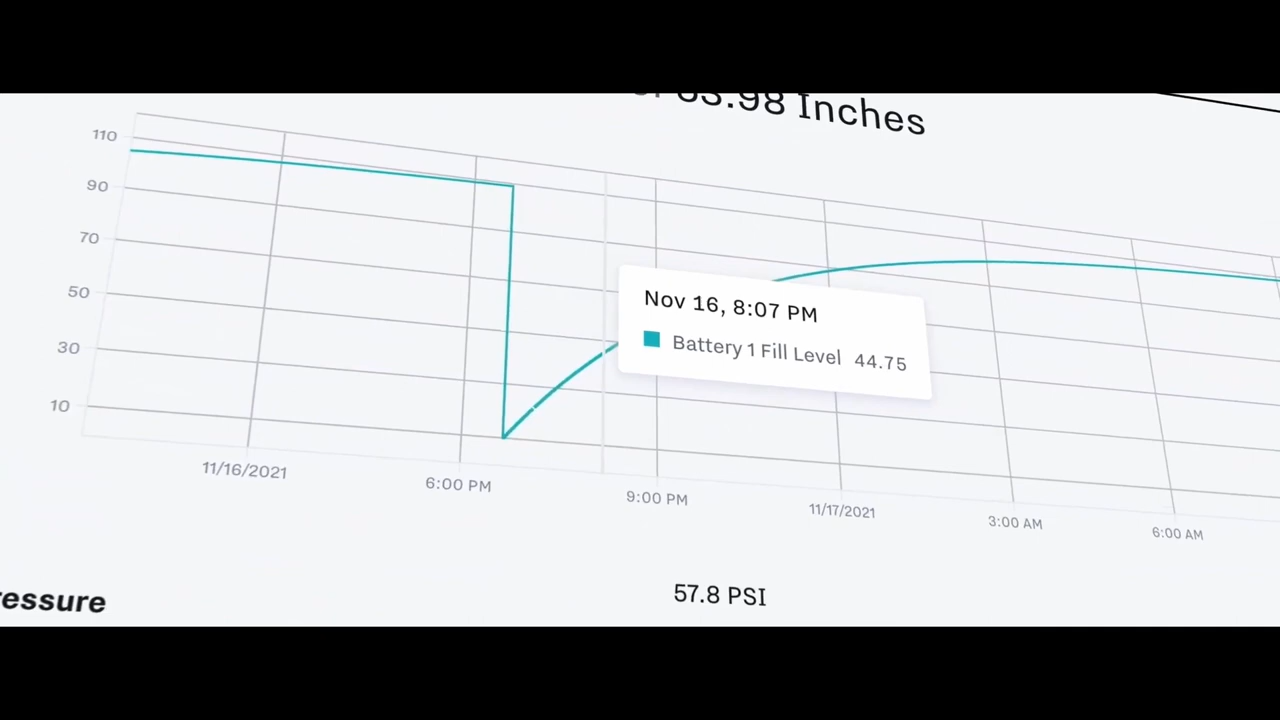 Inches
110
90
70
50
30
10
Nov 16, 8:07 PM
Battery 1 Fill Level 44.75
11/16/2021
6:00 PM
9:00 PM
11/17/2021
3:00 AM
6:00 AM
57.8 PSI